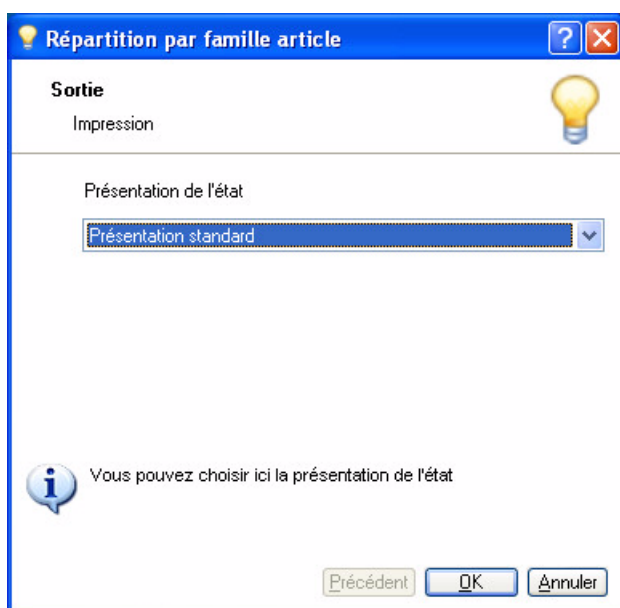 Répartition par famille article
Sortie
Impression
Présentation de l'état
Présentation standard
Vous pouvez choisir ici la présentation de l'état
Précédent OK Annuler